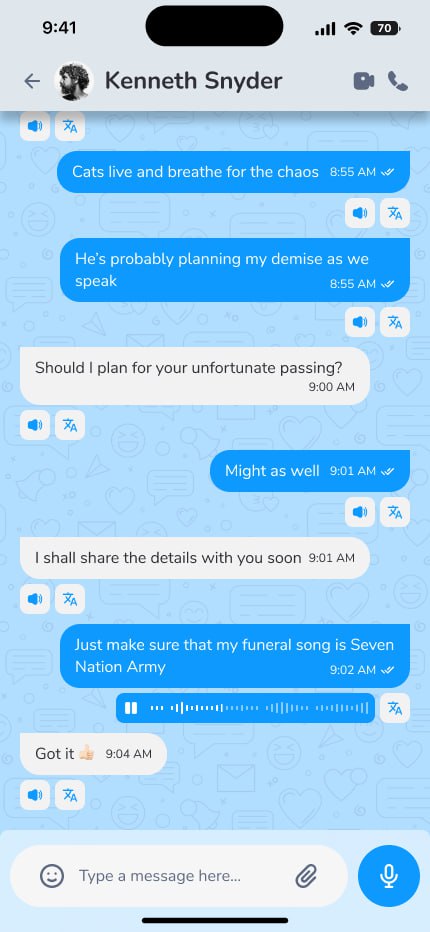 9:41
70
Kenneth Snyder
Cats live and breathe for the chaos 8:55 AM
He's probably planning my demise as we
speak 8:55 AM
Should I plan for your unfortunate passing?
9:00 AM
Might as well 9:01 AM
I shall share the details with you soon 9:01 AM
Just make sure that my funeral song is Seven
Nation Army 9:02 AM
Got it 👍🏻 9:04 AM
Type a message here...